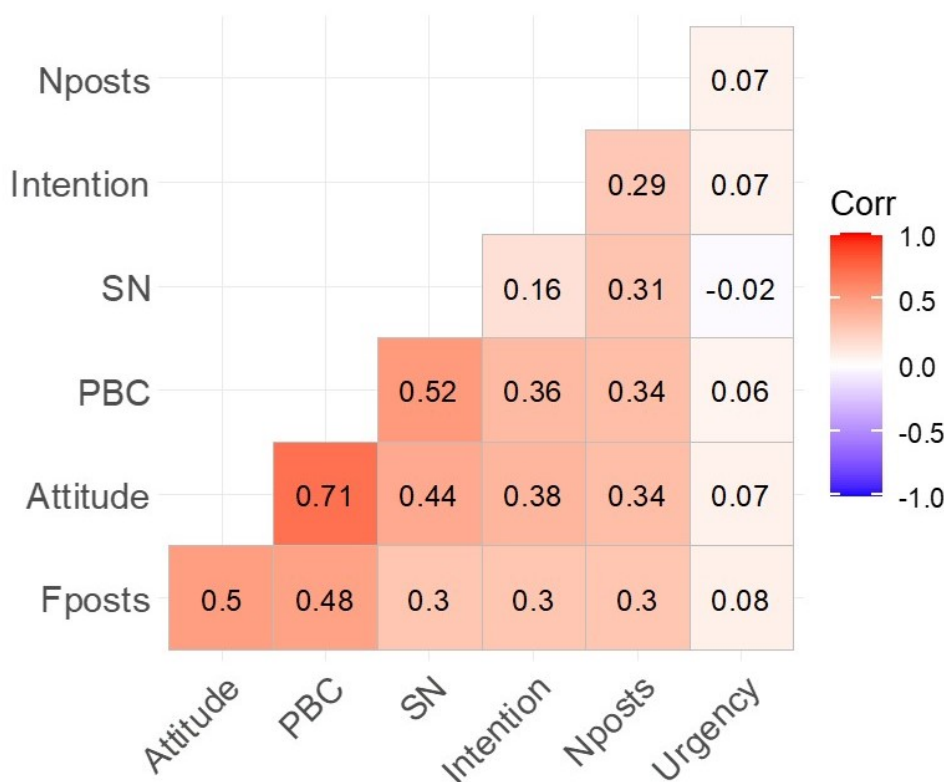 Nposts 0.07
Intention 0.29 0.07
SN 0.16 0.31 -0.02
PBC 0.52 0.36 0.34 0.06
Attitude 0.71 0.44 0.38 0.34 0.07
Fposts 0.5 0.48 0.3 0.3 0.3 0.08
Attitude PBC SN Intention Nposts Urgency
Corr
1.0
0.5
0.0
-0.5
-1.0